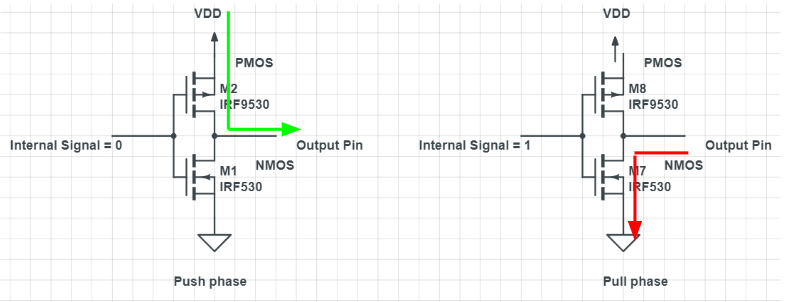 VDD
PMOS
M2
IRF9530
Internal Signal = 0
Output Pin
NMOS
M1
IRF530
Push phase
VDD
PMOS
M8
IRF9530
Internal Signal = 1
Output Pin
NMOS
M7
IRF530
Pull phase